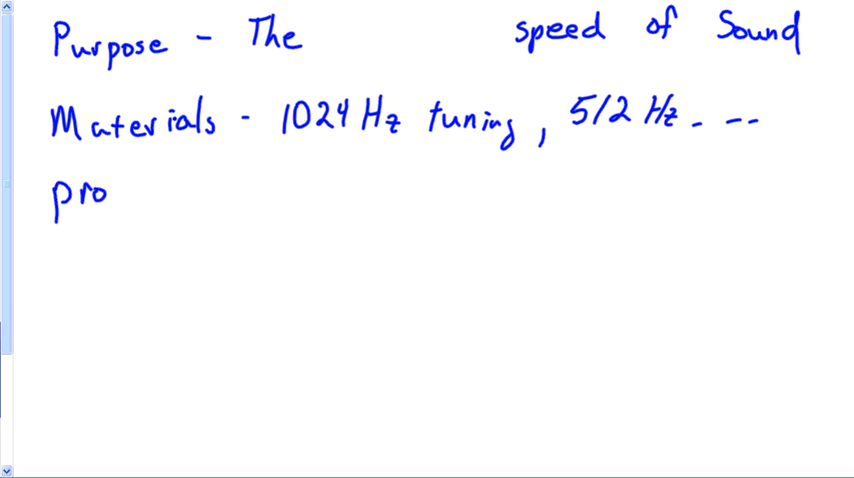 Purpose - The speed of Sound
Materials - 1024 Hz tuning, 512 Hz - --
pro